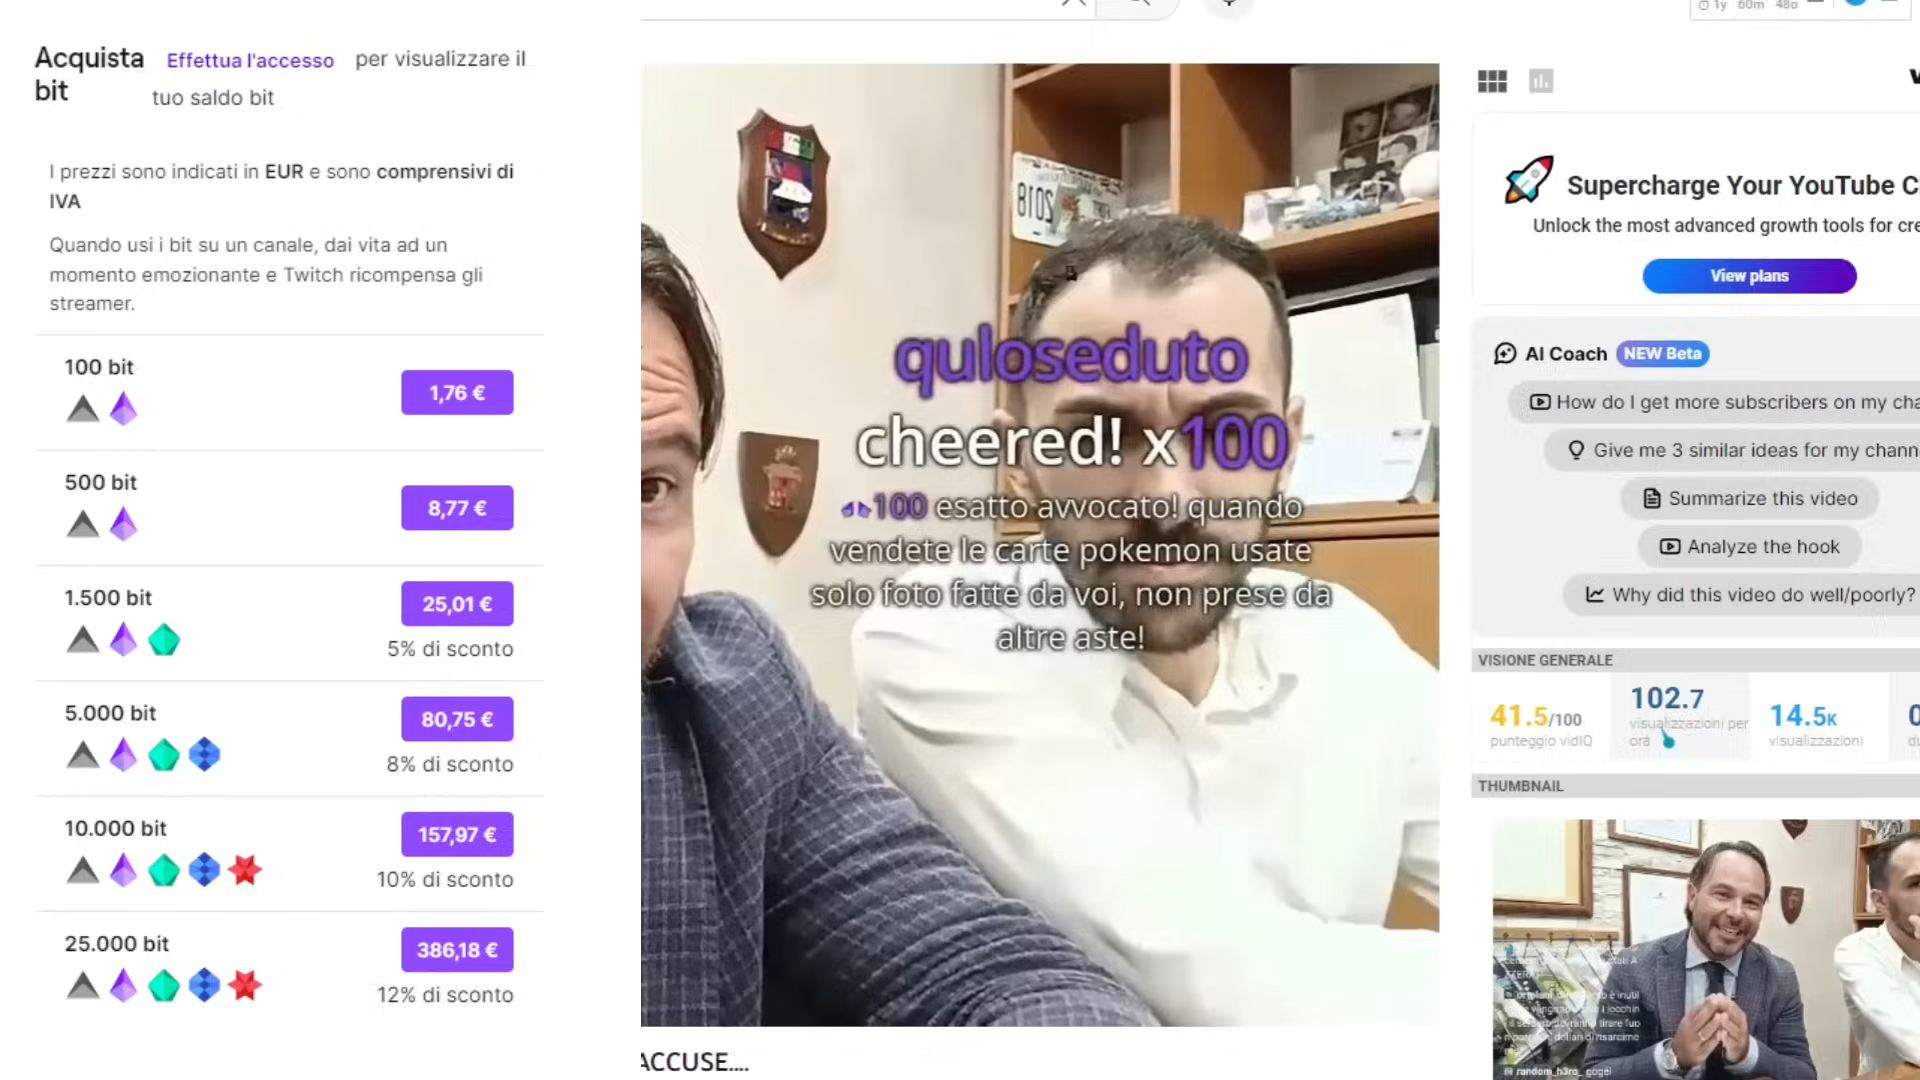 Acquista bit
Effettua l'accesso per visualizzare il
tuo saldo bit
I prezzi sono indicati in EUR e sono comprensivi di
IVA
Quando usi i bit su un canale, dai vita ad un
momento emozionante e Twitch ricompensa gli
streamer.
100 bit
1,76 €
500 bit
8,77 €
1.500 bit
25,01 €
5% di sconto
5.000 bit
80,75 €
8% di sconto
10.000 bit
157,97 €
10% di sconto
25.000 bit
386,18 €
12% di sconto
quloseduto
cheered! x100
100 esatto avvocato! quando
vendete le carte pokemon usate
solo foto fatte da voi, non prese da
altre aste!
ACCUSE....
1y 60m 48o
Supercharge Your YouTube C
Unlock the most advanced growth tools for cre
View plans
AI Coach NEW Beta
How do I get more subscribers on my cha
Give me 3 similar ideas for my chann
Summarize this video
Analyze the hook
Why did this video do well/poorly?
VISIONE GENERALE
41.5/100
punteggio vidIQ
102.7
visualizzazioni per
ora
14.5K
visualizzazioni
THUMBNAIL
random_h3ro_ gogei